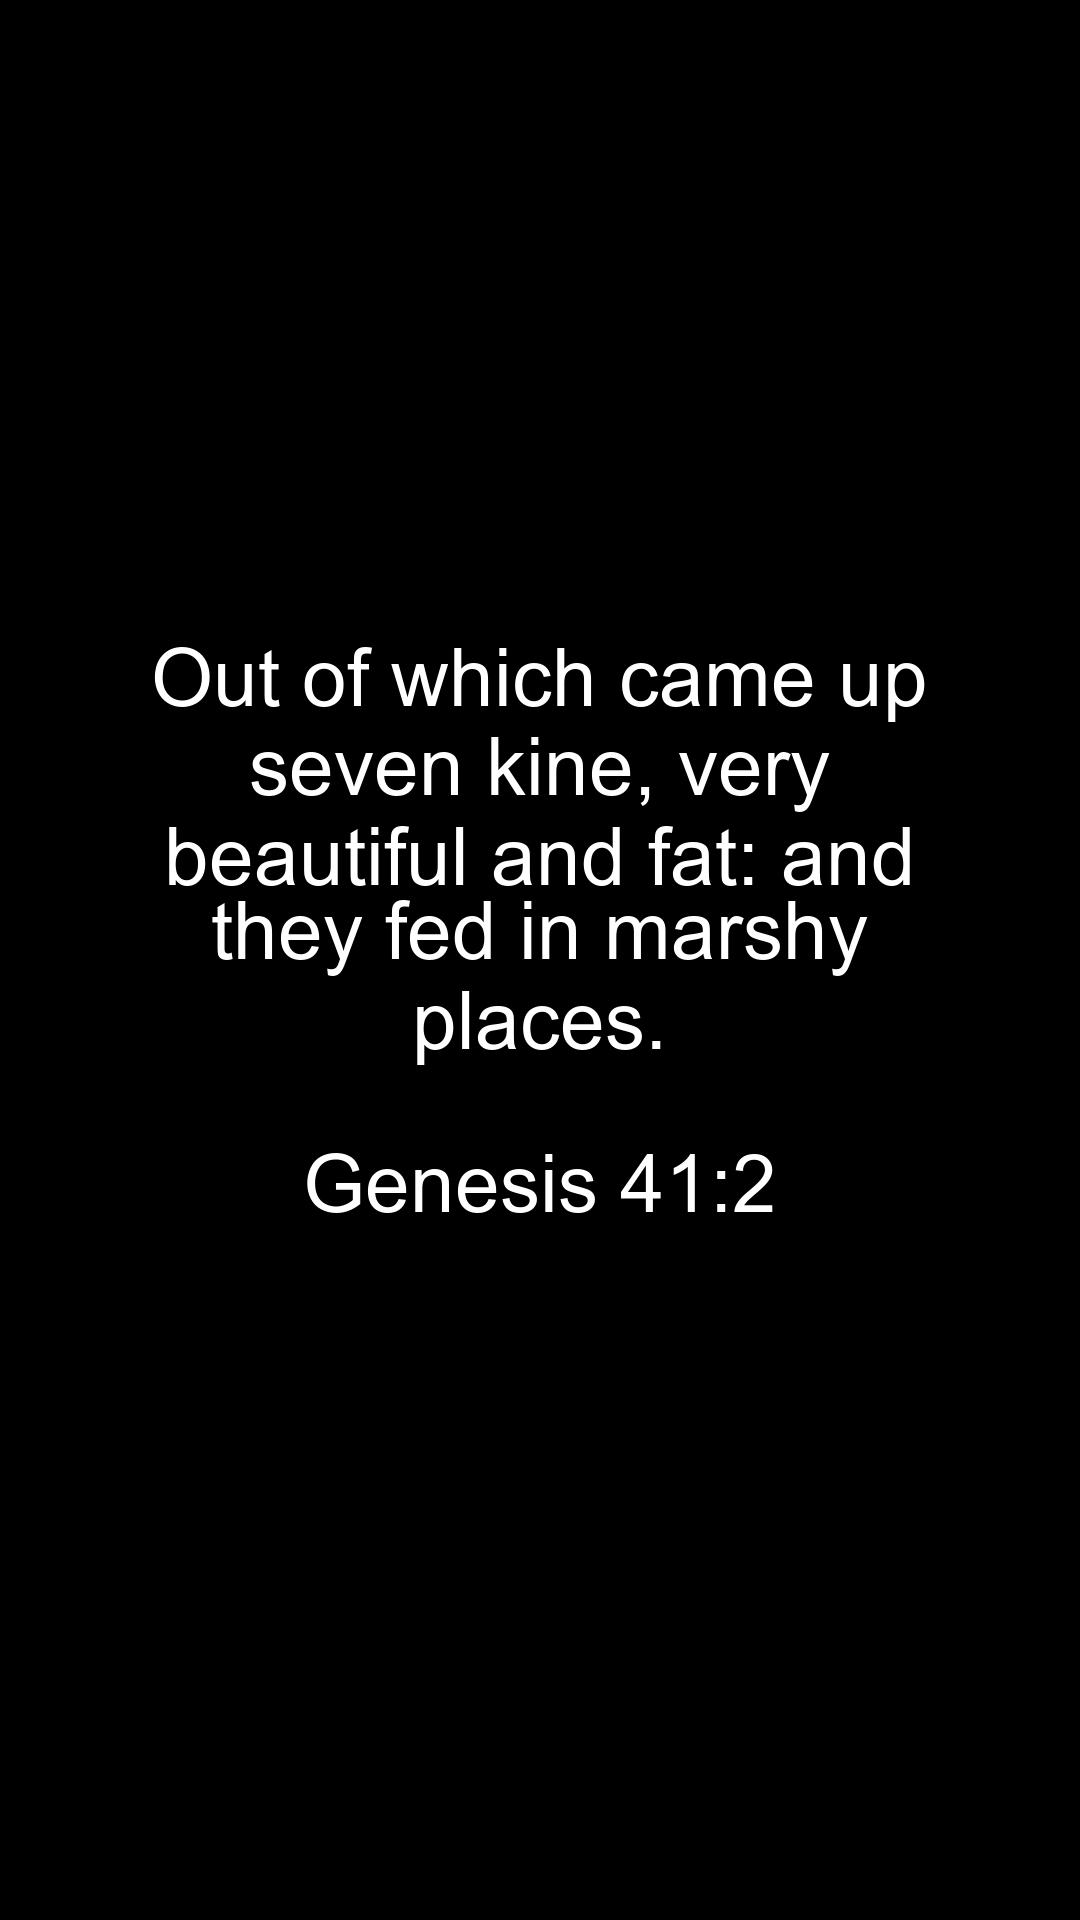 Out of which came up
seven kine, very
beautiful and fat: and
they fed in marshy
places.
Genesis 41:2